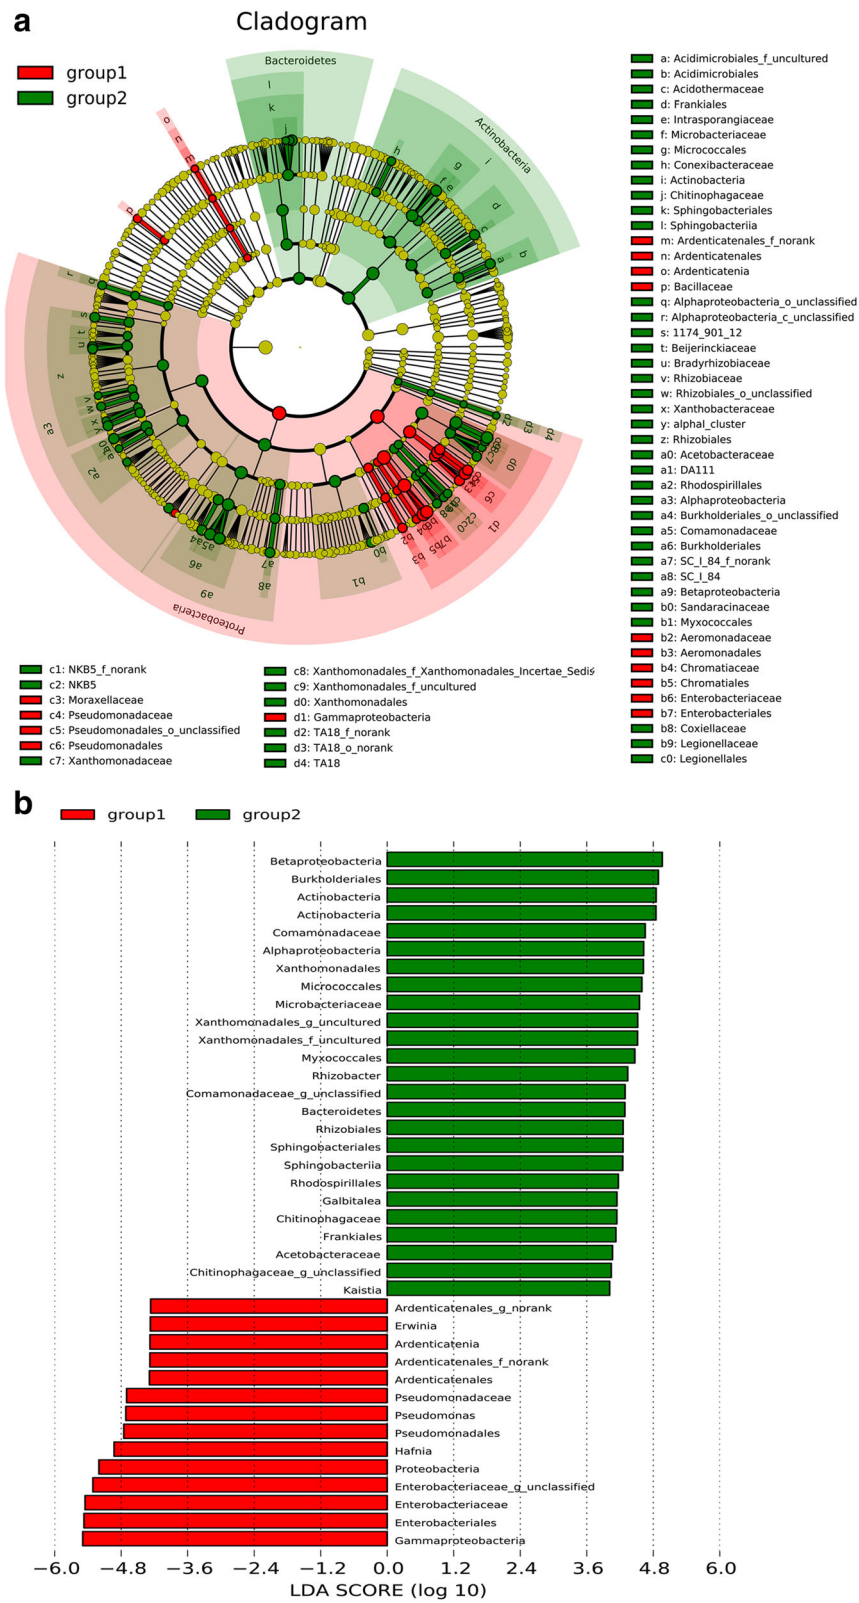 a
Cladogram
group1
group2
Bacteroidetes
Actinobacteria
Proteobacteria
a: Acidimicrobiales_f_uncultured
b: Acidimicrobiales
c: Acidothermaceae
d: Frankiales
e: Intrasporangiaceae
f: Microbacteriaceae
g: Micrococcales
h: Conexibacteraceae
i: Actinobacteria
j: Chitinophagaceae
k: Sphingobacteriales
l: Sphingobacteriia
m: Ardenticatenales_f_norank
n: Ardenticatenales
o: Ardenticatenia
p: Bacillaceae
q: Alphaproteobacteria_o_unclassified
r: Alphaproteobacteria_c_unclassified
s: 1174_901_12
t: Beijerinckiaceae
u: Bradyrhizobiaceae
v: Rhizobiaceae
w: Rhizobiales_o_unclassified
x: Xanthobacteraceae
y: alphaI_cluster
z: Rhizobiales
a0: Acetobacteraceae
a1: DA111
a2: Rhodospirillales
a3: Alphaproteobacteria
a4: Burkholderiales_o_unclassified
a5: Comamonadaceae
a6: Burkholderiales
a7: SC_I_84_f_norank
a8: SC_I_84
a9: Betaproteobacteria
b0: Sandaracinaceae
b1: Myxococcales
b2: Aeromonadaceae
b3: Aeromonadales
b4: Chromatiaceae
b5: Chromatiales
b6: Enterobacteriaceae
b7: Enterobacteriales
b8: Coxiellaceae
b9: Legionellaceae
c0: Legionellales
c1: NKB5_f_norank
c2: NKB5
c3: Moraxellaceae
c4: Pseudomonadaceae
c5: Pseudomonadales_o_unclassified
c6: Pseudomonadales
c7: Xanthomonadaceae
c8: Xanthomonadales_f_Xanthomonadales_Incertae_Sedis
c9: Xanthomonadales_f_uncultured
d0: Xanthomonadales
d1: Gammaproteobacteria
d2: TA18_f_norank
d3: TA18_o_norank
d4: TA18
b
group1
group2
Betaproteobacteria
Burkholderiales
Actinobacteria
Actinobacteria
Comamonadaceae
Alphaproteobacteria
Xanthomonadales
Micrococcales
Microbacteriaceae
Xanthomonadales_g_uncultured
Xanthomonadales_f_uncultured
Myxococcales
Rhizobacter
Comamonadaceae_g_unclassified
Bacteroidetes
Rhizobiales
Sphingobacteriales
Sphingobacteriia
Rhodospirillales
Galbitalea
Chitinophagaceae
Frankiales
Acetobacteraceae
Chitinophagaceae_g_unclassified
Kaistia
Ardenticatenales_g_norank
Erwinia
Ardenticatenia
Ardenticatenales_f_norank
Ardenticatenales
Pseudomonadaceae
Pseudomonas
Pseudomonadales
Hafnia
Proteobacteria
Enterobacteriaceae_g_unclassified
Enterobacteriaceae
Enterobacteriales
Gammaproteobacteria
−6.0 −4.8 −3.6 −2.4 −1.2 0.0 1.2 2.4 3.6 4.8 6.0
LDA SCORE (log 10)